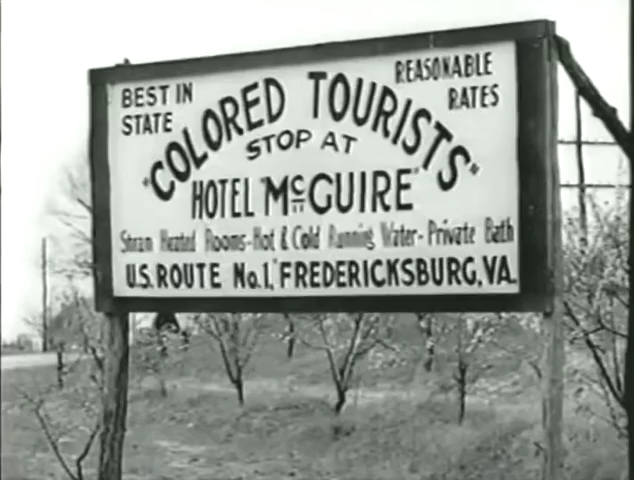 BEST IN
STATE
REASONABLE
RATES
"COLORED TOURISTS"
STOP AT
HOTEL "McGUIRE"
Steam Heated Rooms-Hot & Cold Running Water-Private Bath
U.S. ROUTE No.1, FREDERICKSBURG, VA.